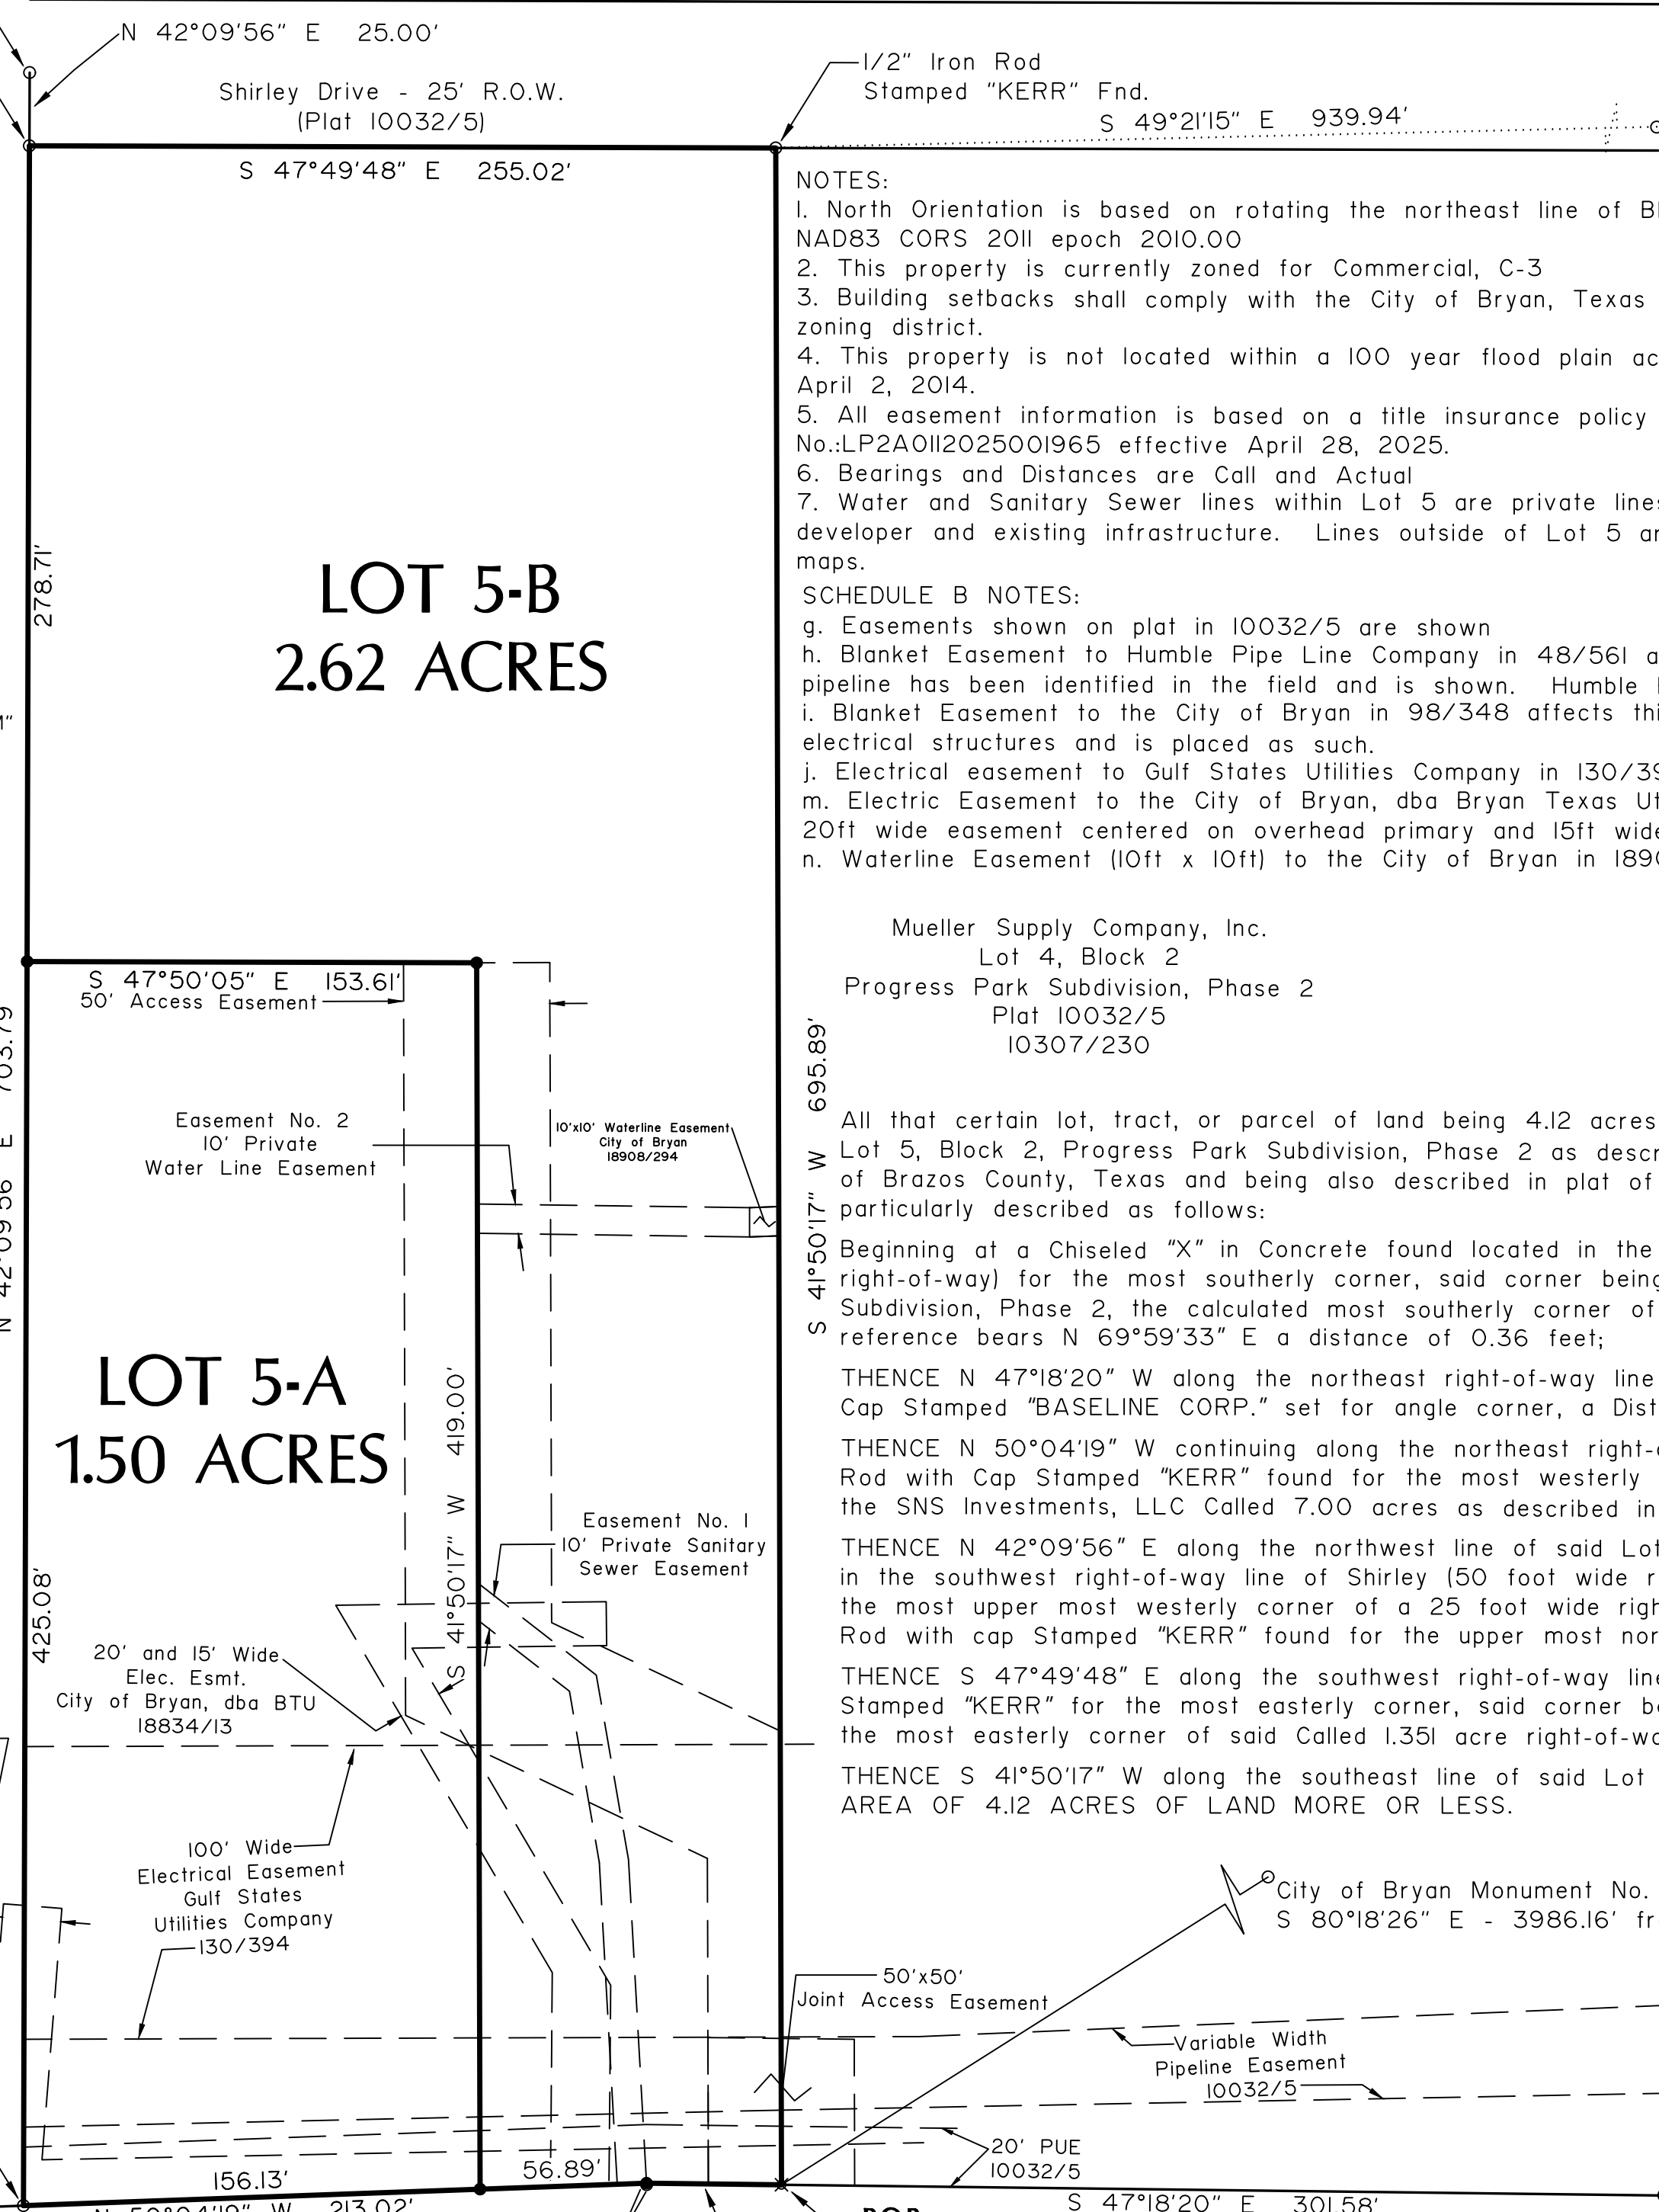 N 42°09'56" E 25.00'
Shirley Drive - 25' R.O.W.
(Plat 10032/5)
1/2" Iron Rod
Stamped "KERR" Fnd.
S 49°21'15" E 939.94'
S 47°49'48" E 255.02'
NOTES:
1. North Orientation is based on rotating the northeast line of
NAD83 CORS 2011 epoch 2010.00
2. This property is currently zoned for Commercial, C-3
3. Building setbacks shall comply with the City of Bryan, Texas
zoning district.
4. This property is not located within a 100 year flood plain
April 2, 2014.
5. All easement information is based on a title insurance policy
No.:LP2A0112025001965 effective April 28, 2025.
6. Bearings and Distances are Call and Actual
7. Water and Sanitary Sewer lines within Lot 5 are private lines
developer and existing infrastructure. Lines outside of Lot 5
maps.
SCHEDULE B NOTES:
g. Easements shown on plat in 10032/5 are shown
h. Blanket Easement to Humble Pipe Line Company in 48/561
pipeline has been identified in the field and is shown. Humble
i. Blanket Easement to the City of Bryan in 98/348 affects
electrical structures and is placed as such.
j. Electrical easement to Gulf States Utilities Company in
m. Electric Easement to the City of Bryan, dba Bryan Texas
20ft wide easement centered on overhead primary and 15ft wide
n. Waterline Easement (10ft x 10ft) to the City of Bryan in
278.71'
LOT 5-B
2.62 ACRES
Mueller Supply Company, Inc.
Lot 4, Block 2
Progress Park Subdivision, Phase 2
Plat 10032/5
10307/230
S 47°50'05" E 153.61'
50' Access Easement
N 42°09'56" E 703.79'
S 41°50'17" W 695.89'
Easement No. 2
10' Private
Water Line Easement
10'x10' Waterline Easement
City of Bryan
18908/294
All that certain lot, tract, or parcel of land being 4.12 acres
Lot 5, Block 2, Progress Park Subdivision, Phase 2 as
of Brazos County, Texas and being also described in plat of
particularly described as follows:
Beginning at a Chiseled "X" in Concrete found located in the
right-of-way) for the most southerly corner, said corner being
Subdivision, Phase 2, the calculated most southerly corner of
reference bears N 69°59'33" E a distance of 0.36 feet;
THENCE N 47°18'20" W along the northeast right-of-way line
Cap Stamped "BASELINE CORP." set for angle corner, a
THENCE N 50°04'19" W continuing along the northeast
Rod with Cap Stamped "KERR" found for the most westerly
the SNS Investments, LLC Called 7.00 acres as described in
THENCE N 42°09'56" E along the northwest line of said Lot
in the southwest right-of-way line of Shirley (50 foot wide
the most upper most westerly corner of a 25 foot wide
Rod with cap Stamped "KERR" found for the upper most
THENCE S 47°49'48" E along the southwest right-of-way line
Stamped "KERR" for the most easterly corner, said corner
the most easterly corner of said Called 1.351 acre
THENCE S 41°50'17" W along the southeast line of said Lot
AREA OF 4.12 ACRES OF LAND MORE OR LESS.
LOT 5-A
1.50 ACRES
S 41°50'17" W 419.00'
425.08'
Easement No. 1
10' Private Sanitary
Sewer Easement
20' and 15' Wide
Elec. Esmt.
City of Bryan, dba BTU
18834/13
100' Wide
Electrical Easement
Gulf States
Utilities Company
130/394
City of Bryan Monument No.
S 80°18'26" E - 3986.16'
50'x50'
Joint Access Easement
Variable Width
Pipeline Easement
10032/5
20' PUE
10032/5
156.13'
56.89'
N 50°04'19" W 213.02'
POB
S 47°18'20" E 301.58'